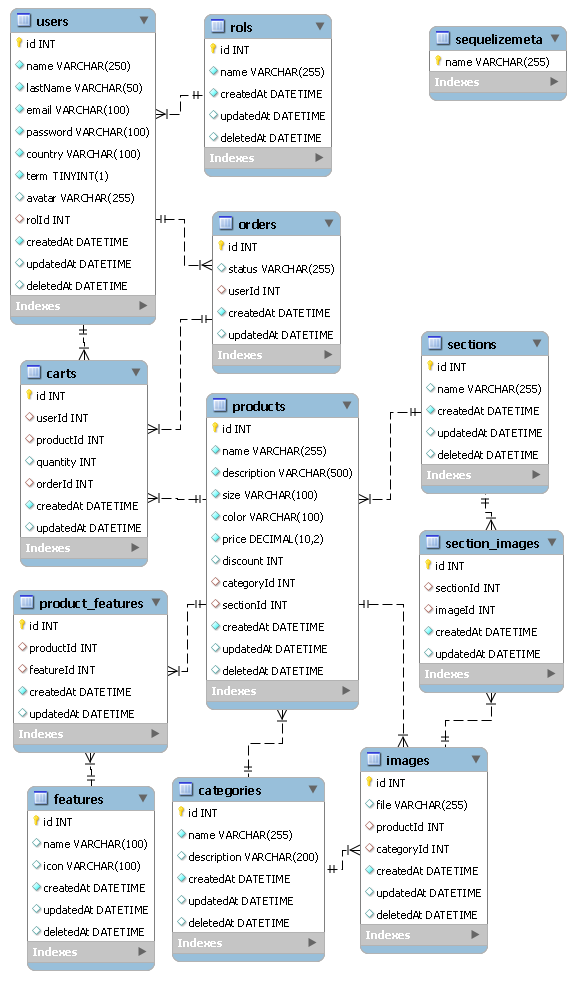 users
id INT
name VARCHAR(250)
lastName VARCHAR(50)
email VARCHAR(100)
password VARCHAR(100)
country VARCHAR(100)
term TINYINT(1)
avatar VARCHAR(255)
rolId INT
createdAt DATETIME
updatedAt DATETIME
deletedAt DATETIME
Indexes
rols
id INT
name VARCHAR(255)
createdAt DATETIME
updatedAt DATETIME
deletedAt DATETIME
Indexes
sequelizemeta
name VARCHAR(255)
Indexes
orders
id INT
status VARCHAR(255)
userId INT
createdAt DATETIME
updatedAt DATETIME
Indexes
carts
id INT
userId INT
productId INT
quantity INT
orderId INT
createdAt DATETIME
updatedAt DATETIME
Indexes
products
id INT
name VARCHAR(255)
description VARCHAR(500)
size VARCHAR(100)
color VARCHAR(100)
price DECIMAL(10,2)
discount INT
categoryId INT
sectionId INT
createdAt DATETIME
updatedAt DATETIME
deletedAt DATETIME
Indexes
sections
id INT
name VARCHAR(255)
createdAt DATETIME
updatedAt DATETIME
deletedAt DATETIME
Indexes
section_images
id INT
sectionId INT
imageId INT
createdAt DATETIME
updatedAt DATETIME
Indexes
product_features
id INT
productId INT
featureId INT
createdAt DATETIME
updatedAt DATETIME
Indexes
features
id INT
name VARCHAR(100)
icon VARCHAR(100)
createdAt DATETIME
updatedAt DATETIME
deletedAt DATETIME
Indexes
categories
id INT
name VARCHAR(255)
description VARCHAR(200)
createdAt DATETIME
updatedAt DATETIME
deletedAt DATETIME
Indexes
images
id INT
file VARCHAR(255)
productId INT
categoryId INT
createdAt DATETIME
updatedAt DATETIME
deletedAt DATETIME
Indexes